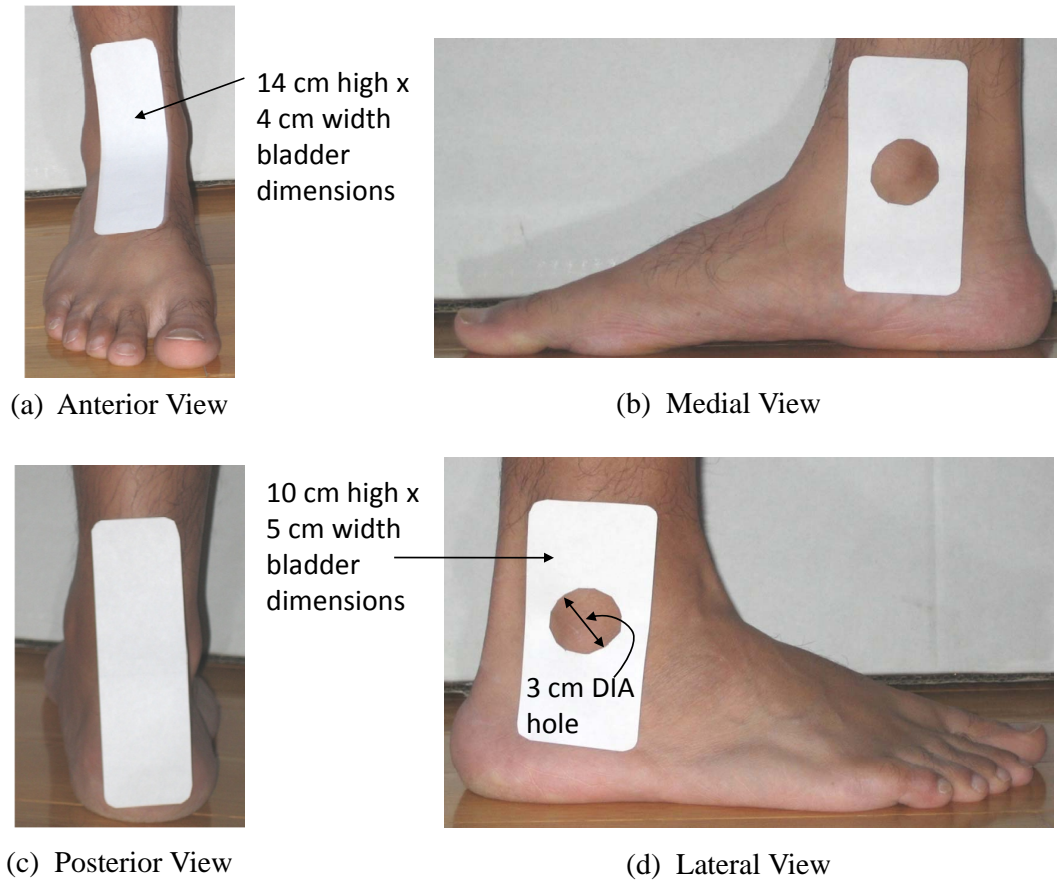 14 cm high x
4 cm width
bladder
dimensions
(a) Anterior View
(b) Medial View
10 cm high x
5 cm width
bladder
dimensions
3 cm DIA
hole
(c) Posterior View
(d) Lateral View